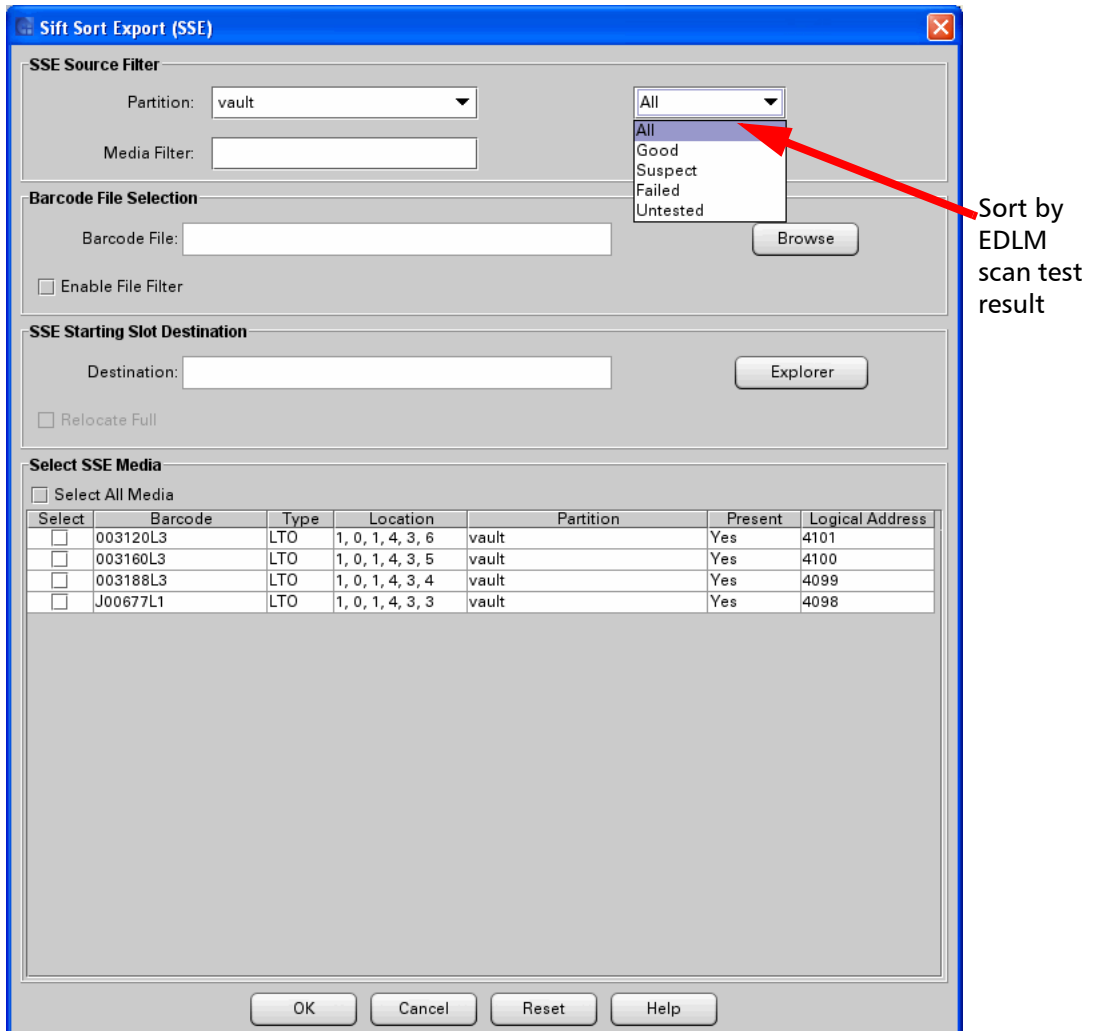 Sift Sort Export (SSE)
SSE Source Filter
Partition: vault All
All
Good
Suspect
Failed
Untested
Media Filter:
Sort by
EDLM
scan test
result
Barcode File Selection
Barcode File: Browse
Enable File Filter
SSE Starting Slot Destination
Destination: Explorer
Relocate Full
Select SSE Media
Select All Media
Select Barcode Type Location Partition Present Logical Address
003120L3 LTO 1, 0, 1, 4, 3, 6 vault Yes 4101
003160L3 LTO 1, 0, 1, 4, 3, 5 vault Yes 4100
003188L3 LTO 1, 0, 1, 4, 3, 4 vault Yes 4099
J00677L1 LTO 1, 0, 1, 4, 3, 3 vault Yes 4098
OK Cancel Reset Help